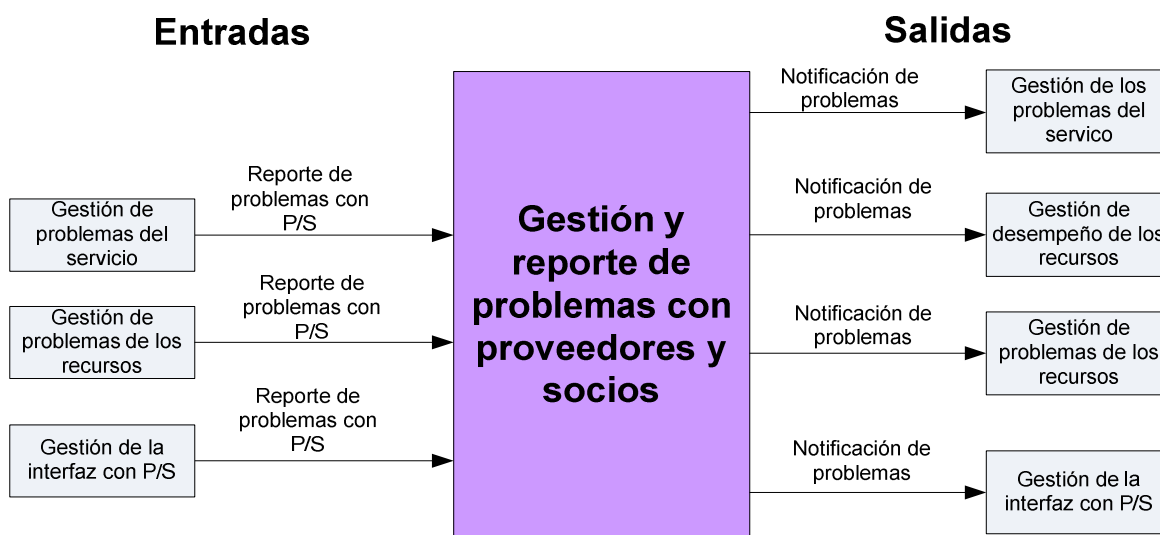 Entradas
Salidas
Gestión de
problemas del
servicio
Reporte de
problemas con
P/S
Gestión de
problemas de los
recursos
Reporte de
problemas con
P/S
Gestión de la
interfaz con P/S
Reporte de
problemas con
P/S
Gestión y
reporte de
problemas con
proveedores y
socios
Notificación de
problemas
Gestión de los
problemas del
servico
Notificación de
problemas
Gestión de
desempeño de los
recursos
Notificación de
problemas
Gestión de
problemas de los
recursos
Notificación de
problemas
Gestión de la
interfaz con P/S